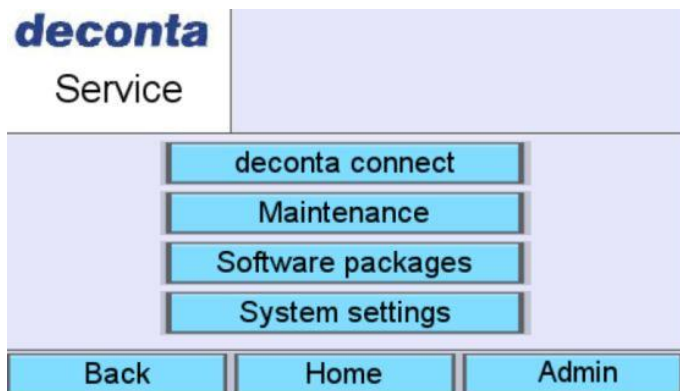 deconta
Service
deconta connect
Maintenance
Software packages
System settings
Back Home Admin